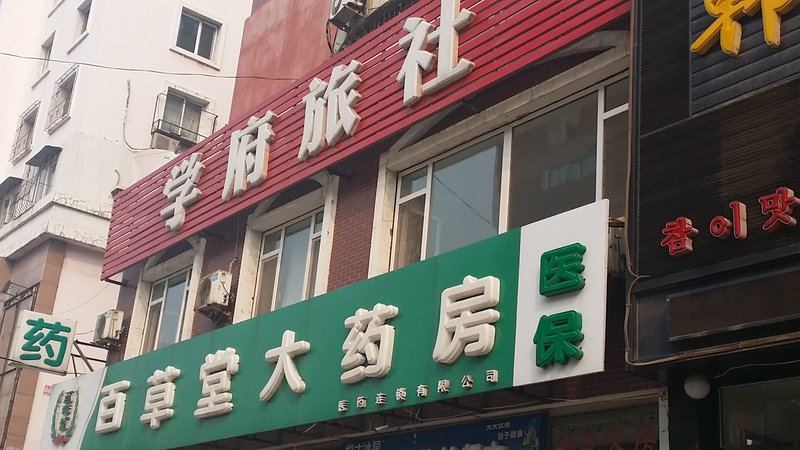 学府旅社
참이맛
医保
百草堂大药房
医药连锁有限公司
药